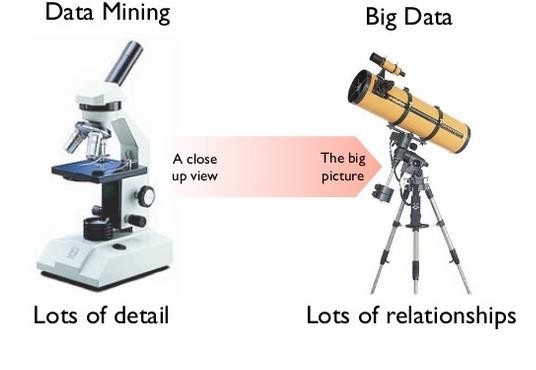 Data Mining
Big Data
A close
up view
The big
picture
Lots of detail
Lots of relationships